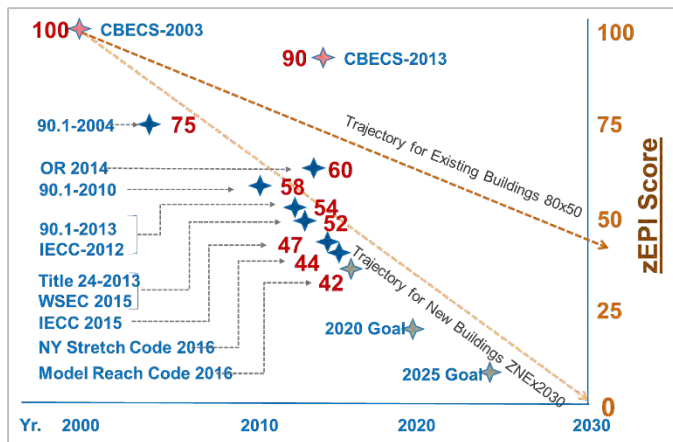 100
CBECS-2003
100
90
CBECS-2013
90.1-2004
75
75
Trajectory for Existing Buildings 80x50
OR 2014
60
90.1-2010
58
90.1-2013
IECC-2012
54
52
50
zEPI Score
Title 24-2013
WSEC 2015
47
44
42
IECC 2015
NY Stretch Code 2016
Model Reach Code 2016
Trajectory for New Buildings ZNEx2030
25
2020 Goal
2025 Goal
0
Yr. 2000 2010 2020 2030